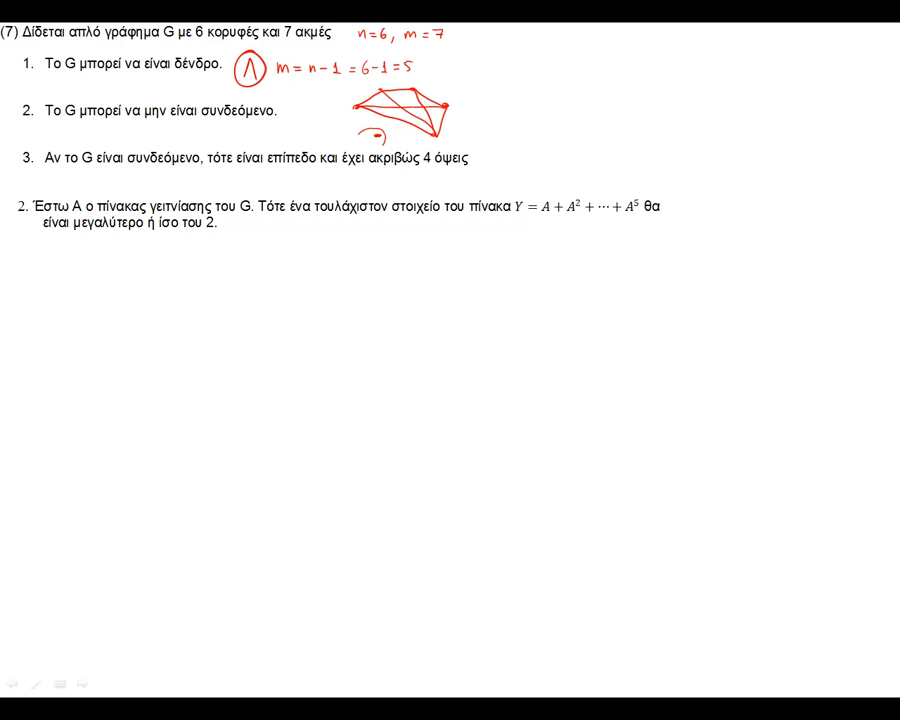 (7) Δίδεται απλό γράφημα G με 6 κορυφές και 7 ακμές n=6, m=7
1. Το G μπορεί να είναι δένδρο. Λ m = n - 1 = 6-1 = 5
2. Το G μπορεί να μην είναι συνδεόμενο.
3. Αν το G είναι συνδεόμενο, τότε είναι επίπεδο και έχει ακριβώς 4 όψεις
2. Έστω Α ο πίνακας γειτνίασης του G. Τότε ένα τουλάχιστον στοιχείο του πίνακα Y = A + A² + ⋯ + A⁵ θα
είναι μεγαλύτερο ή ίσο του 2.